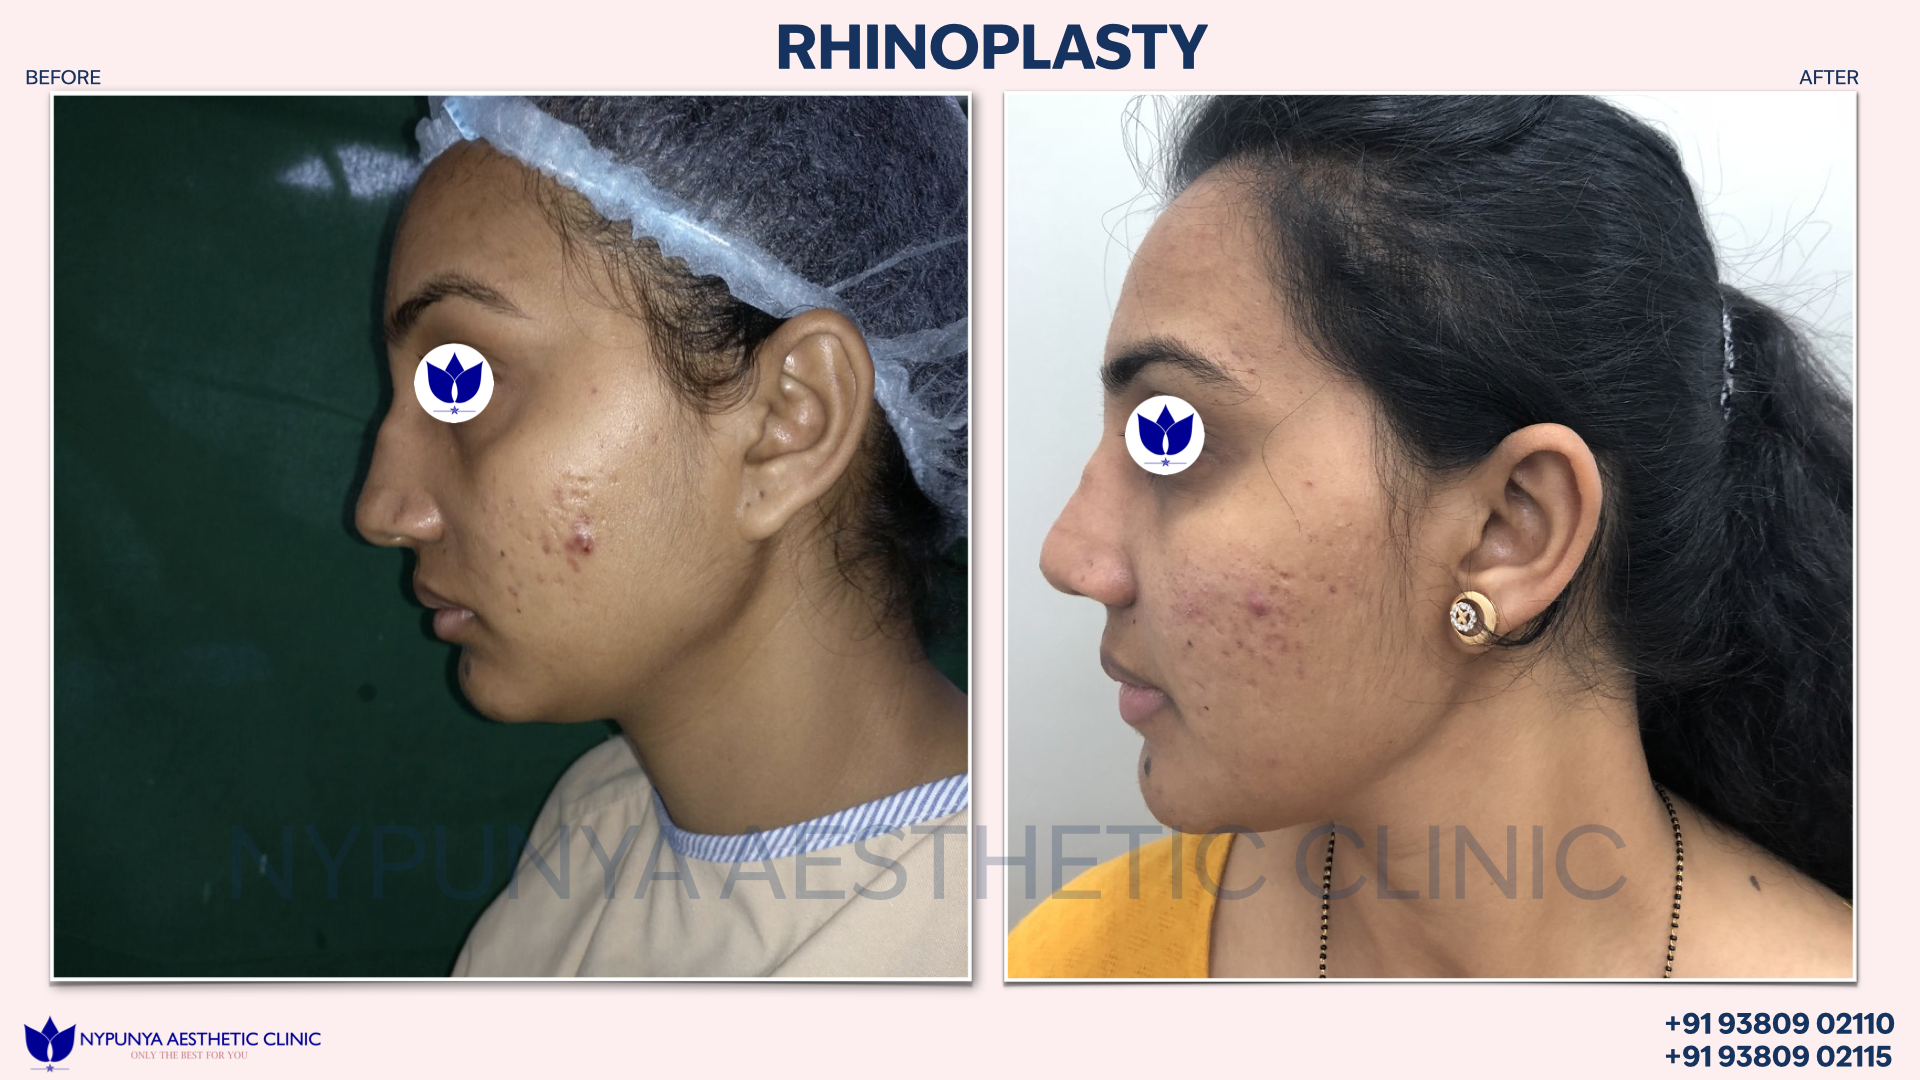 RHINOPLASTY
BEFORE
AFTER
NYPUNYA AESTHETIC CLINIC
NYPUNYA AESTHETIC CLINIC
ONLY THE BEST FOR YOU
+91 93809 02110
+91 93809 02115